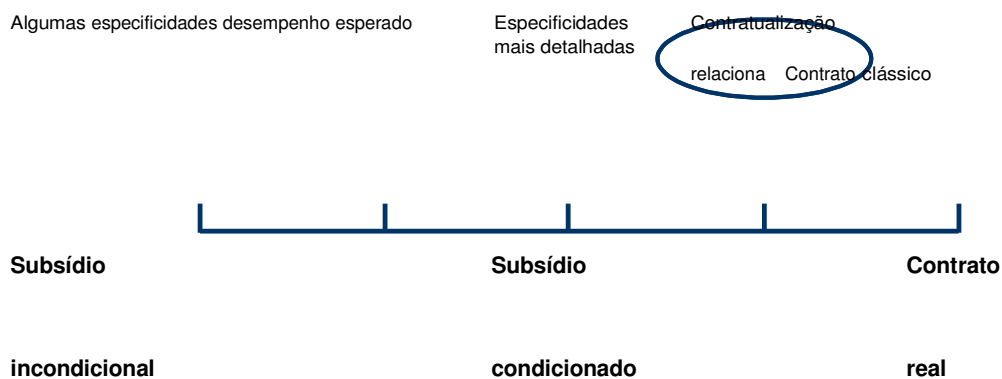 Algumas especificidades desempenho esperado
Especificidades
mais detalhadas
Contratualização
relaciona Contrato clássico
Subsídio Subsídio Contrato
incondicional condicionado real